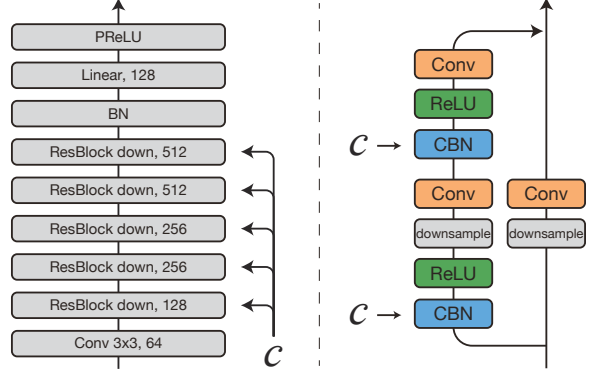 PReLU
Linear, 128
BN
ResBlock down, 512
ResBlock down, 512
ResBlock down, 256
ResBlock down, 256
ResBlock down, 128
Conv 3x3, 64
C
Conv
ReLU
C
CBN
Conv
Conv
downsample
downsample
ReLU
C
CBN